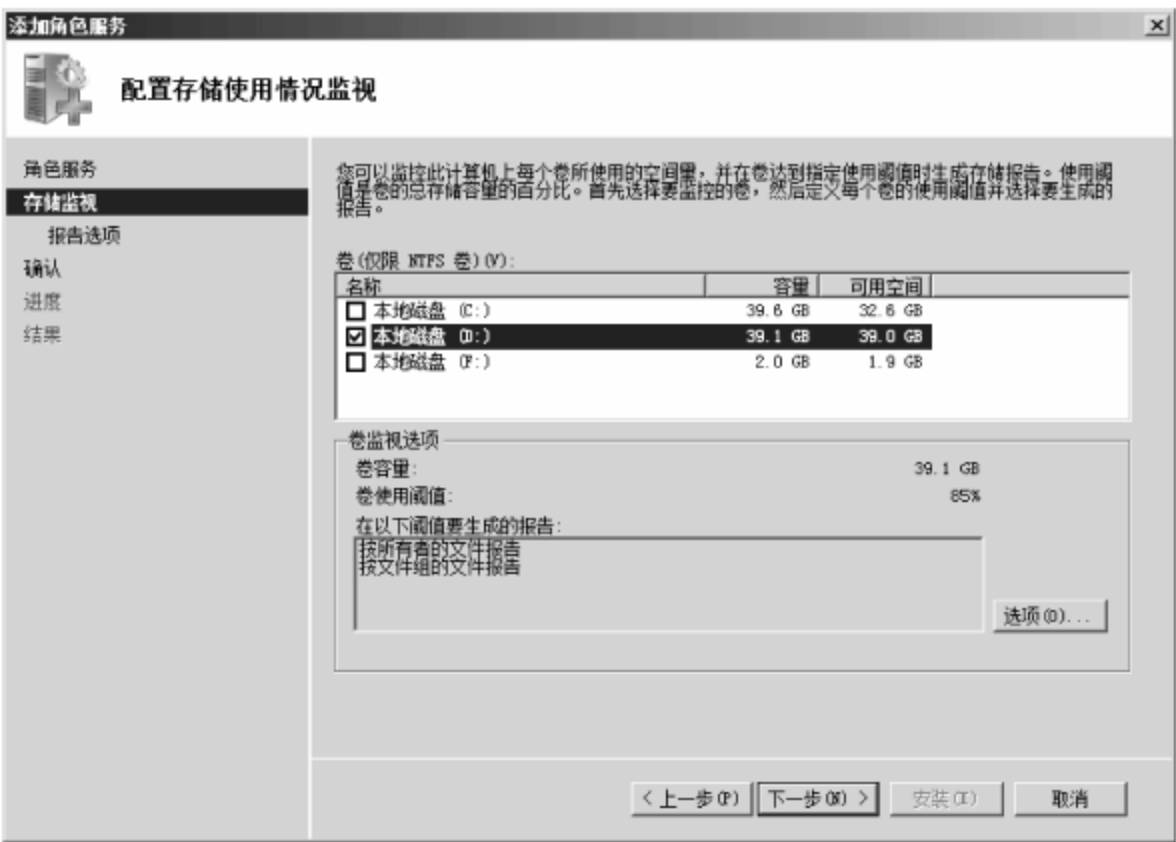 添加角色服务
配置存储使用情况监视
角色服务
存储监视
报告选项
确认
进度
结果
您可以监控此计算机上每个卷所使用的空间量，并在卷达到指定使用阈值时生成存储报告。使用阈
值是卷的总存储容量的百分比。首先选择要监控的卷，然后定义每个卷的使用阈值并选择要生成的
报告。
卷(仅限 NTFS 卷)(V):
名称 容量 可用空间
本地磁盘 (C:) 39.6 GB 32.6 GB
本地磁盘 (D:) 39.1 GB 39.0 GB
本地磁盘 (F:) 2.0 GB 1.9 GB
卷监视选项
卷容量: 39.1 GB
卷使用阈值: 85%
在以下阈值要生成的报告:
按所有者的文件报告
按文件组的文件报告
选项(O)...
< 上一步(P) 下一步(N) > 安装(I) 取消